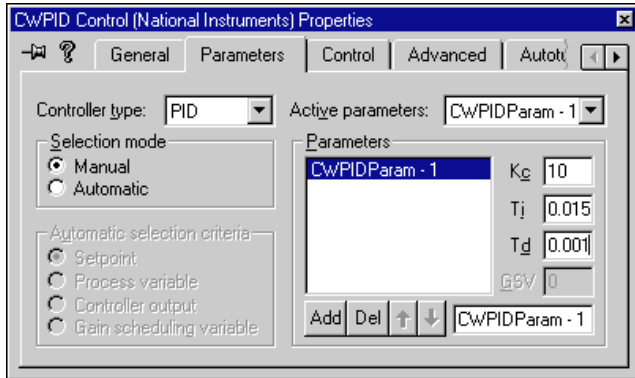 CWPID Control (National Instruments) Properties
General Parameters Control Advanced Autotu
Controller type: PID Active parameters: CWPIDParam - 1
Selection mode
Manual
Automatic
Automatic selection criteria
Setpoint
Process variable
Controller output
Gain scheduling variable
Parameters
CWPIDParam - 1
Kc 10
Ti 0.015
Td 0.001
GSV 0
Add Del CWPIDParam - 1